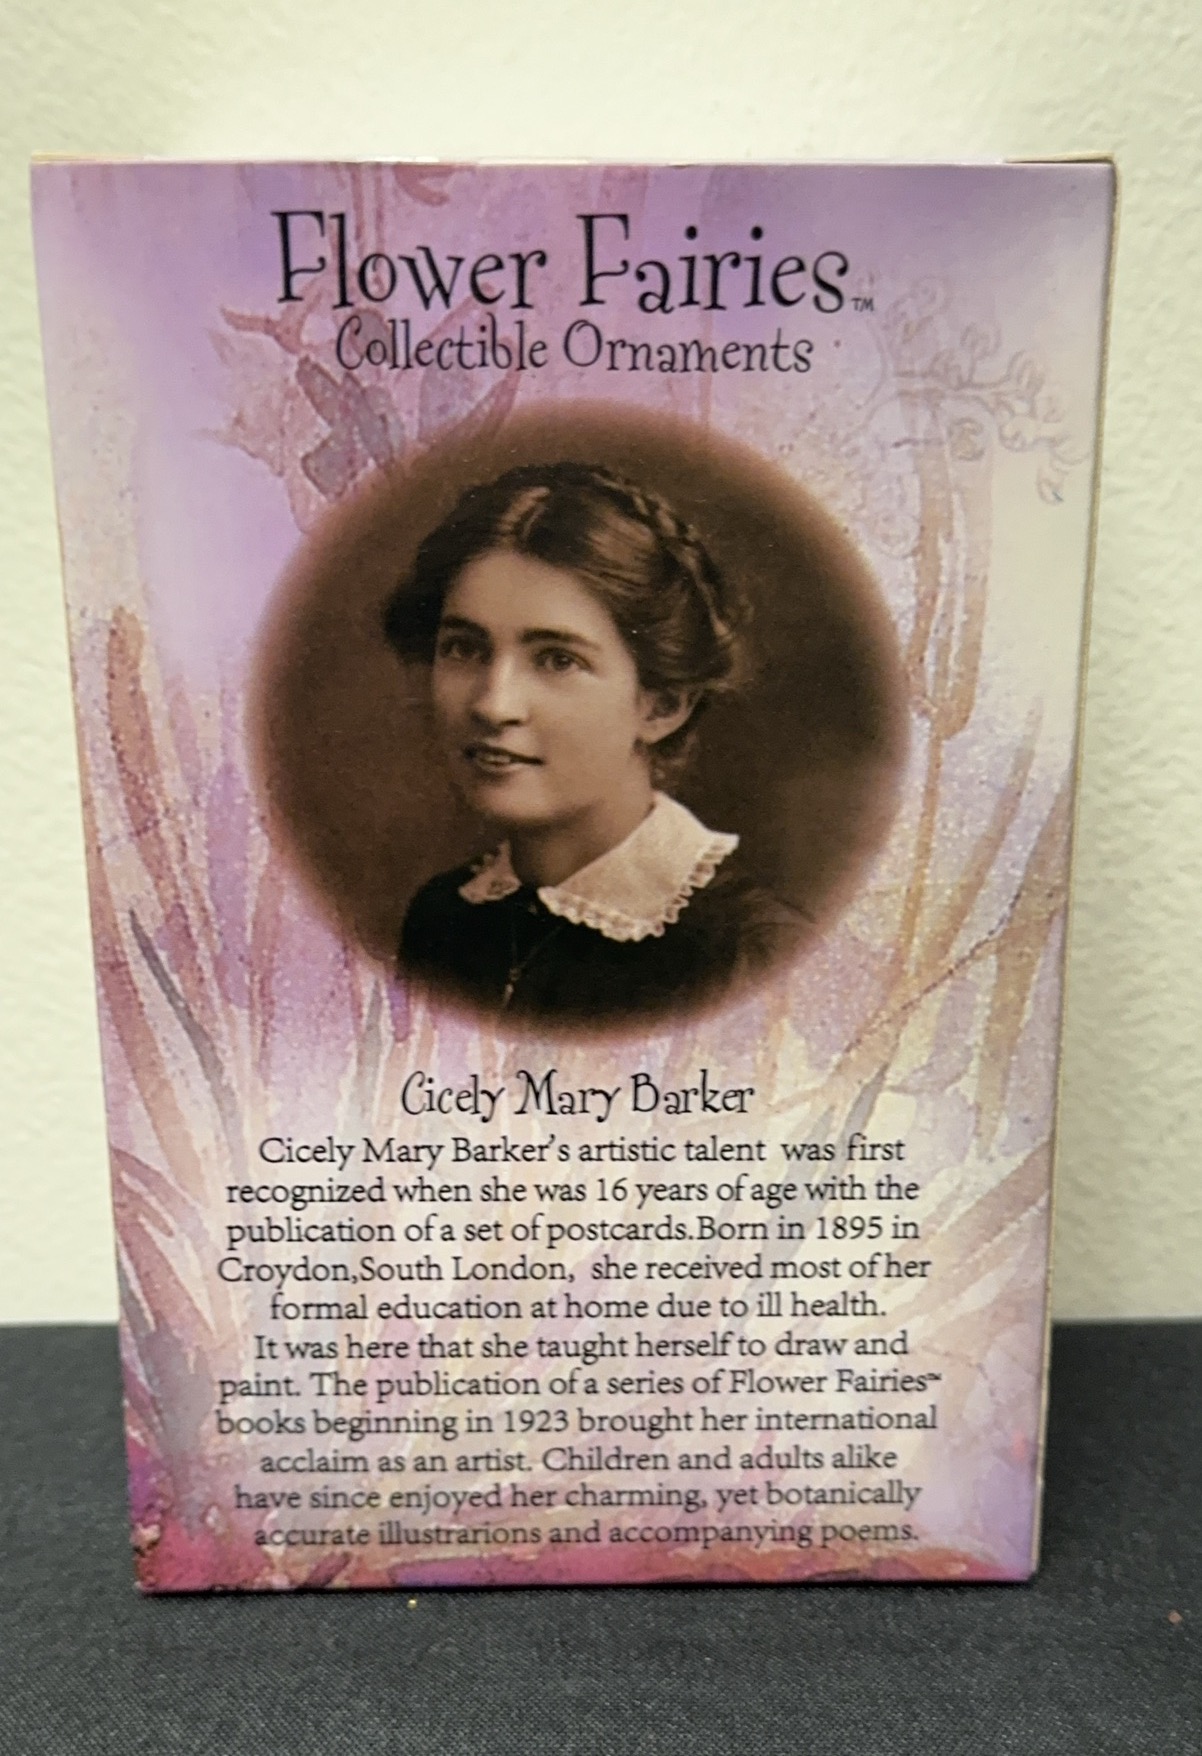 Flower Fairies™
Collectible Ornaments
Cicely Mary Barker
Cicely Mary Barker's artistic talent was first
recognized when she was 16 years of age with the
publication of a set of postcards.Born in 1895 in
Croydon,South London, she received most of her
formal education at home due to ill health.
It was here that she taught herself to draw and
paint. The publication of a series of Flower Fairies™
books beginning in 1923 brought her international
acclaim as an artist. Children and adults alike
have since enjoyed her charming, yet botanically
accurate illustrarions and accompanying poems.